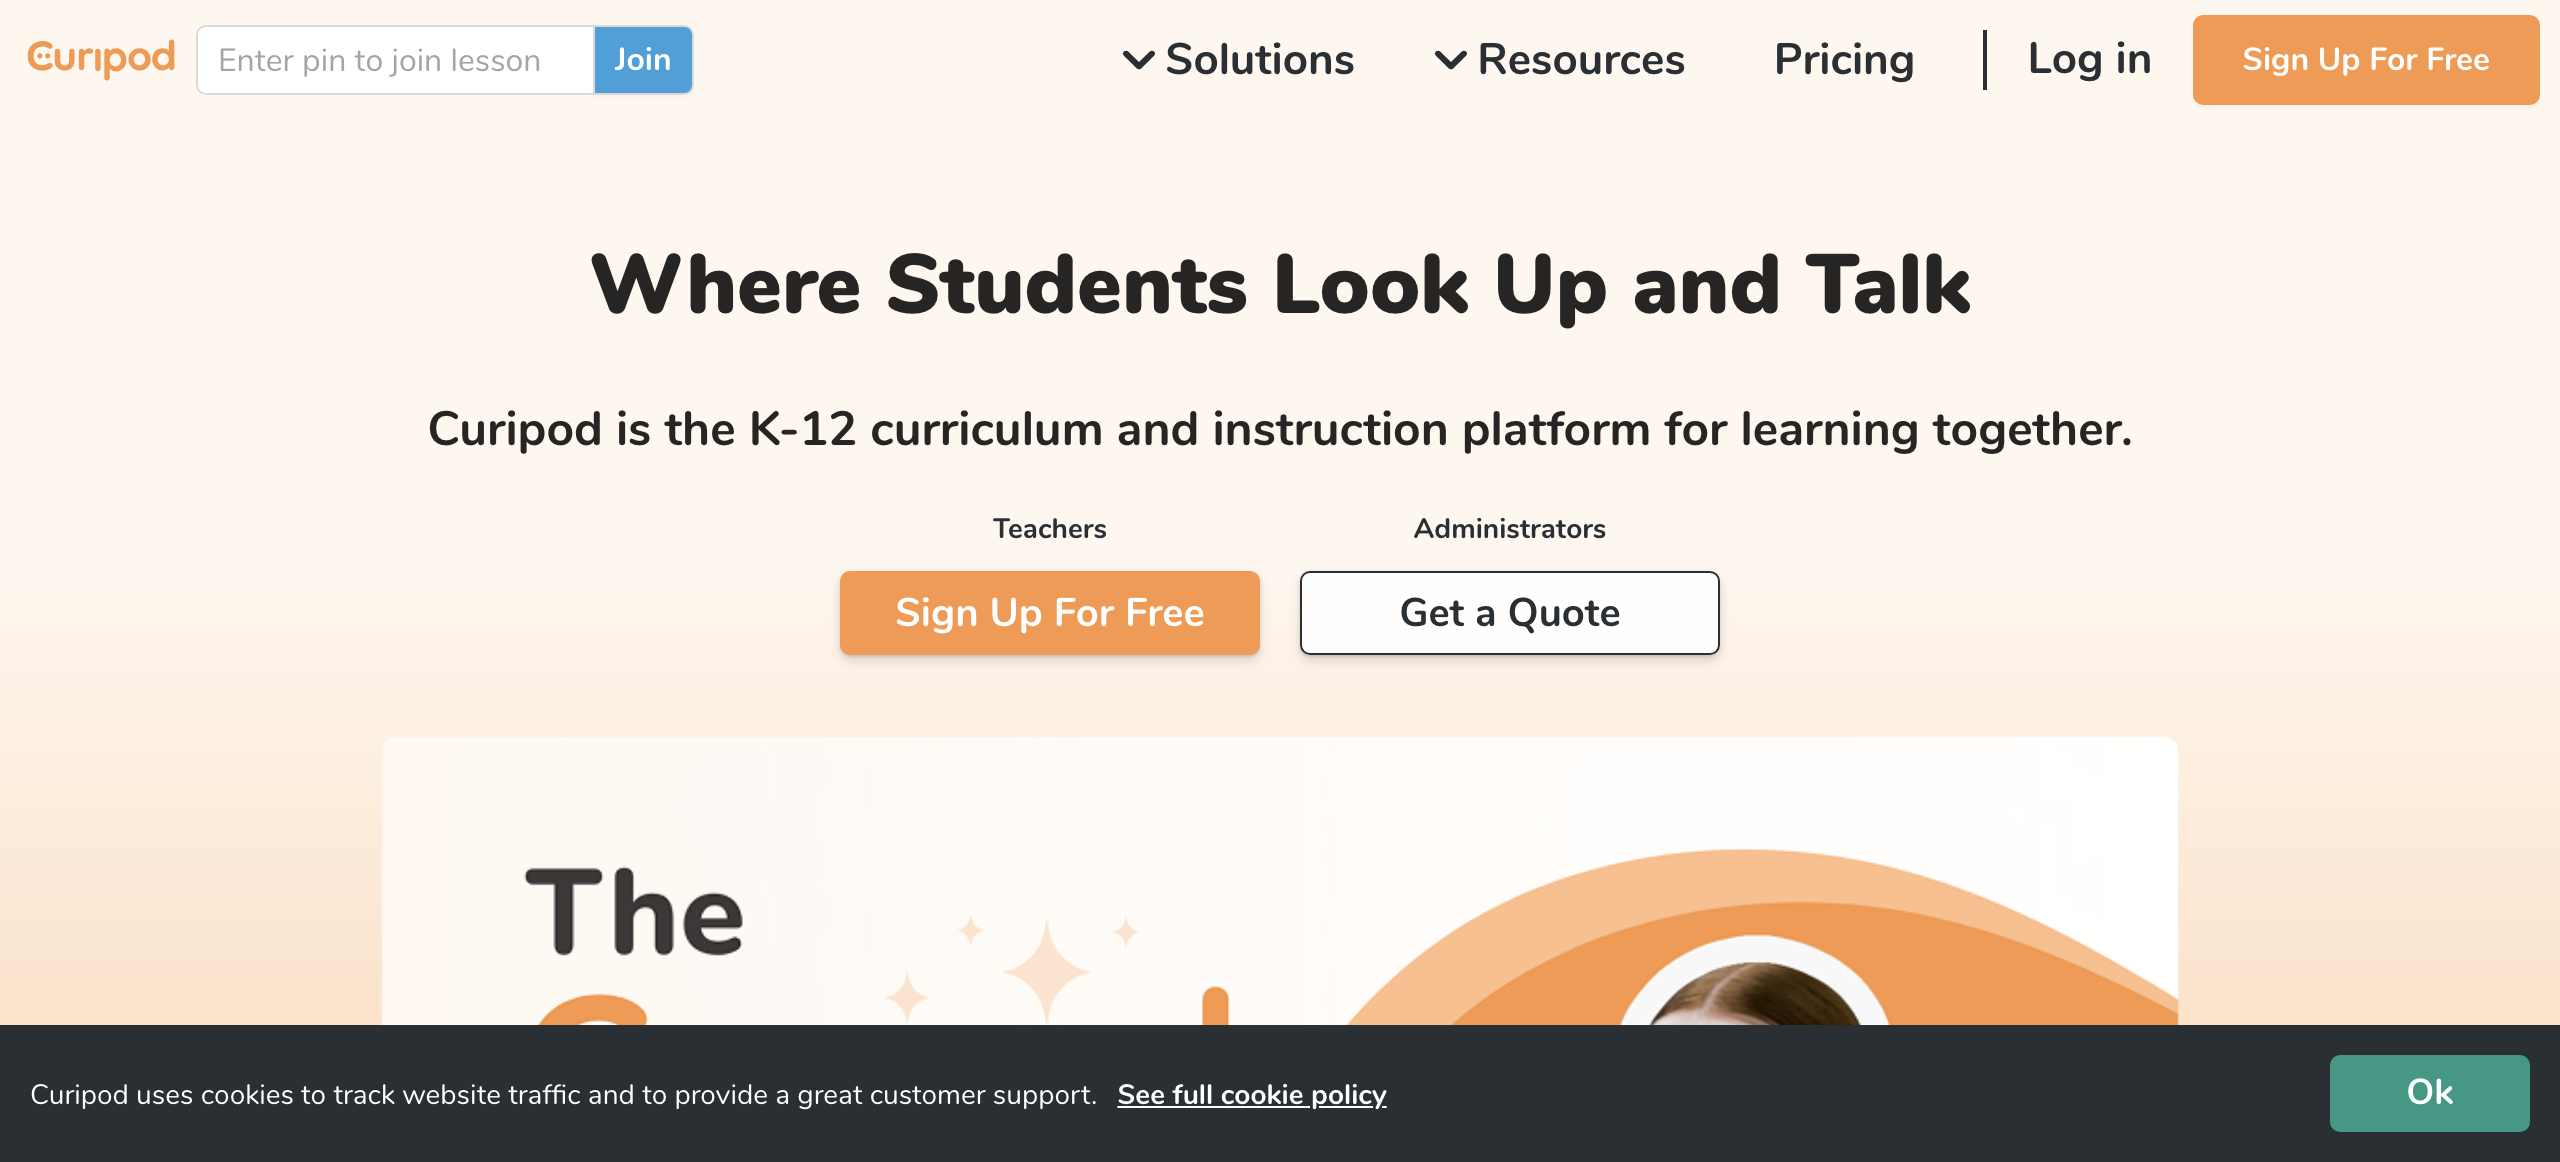 Curipod
Enter pin to join lesson
Join
Solutions
Resources
Pricing
Log in
Sign Up For Free
Where Students Look Up and Talk
Curipod is the K-12 curriculum and instruction platform for learning together.
Teachers
Administrators
Sign Up For Free
Get a Quote
The
Curipod uses cookies to track website traffic and to provide a great customer support. See full cookie policy
Ok